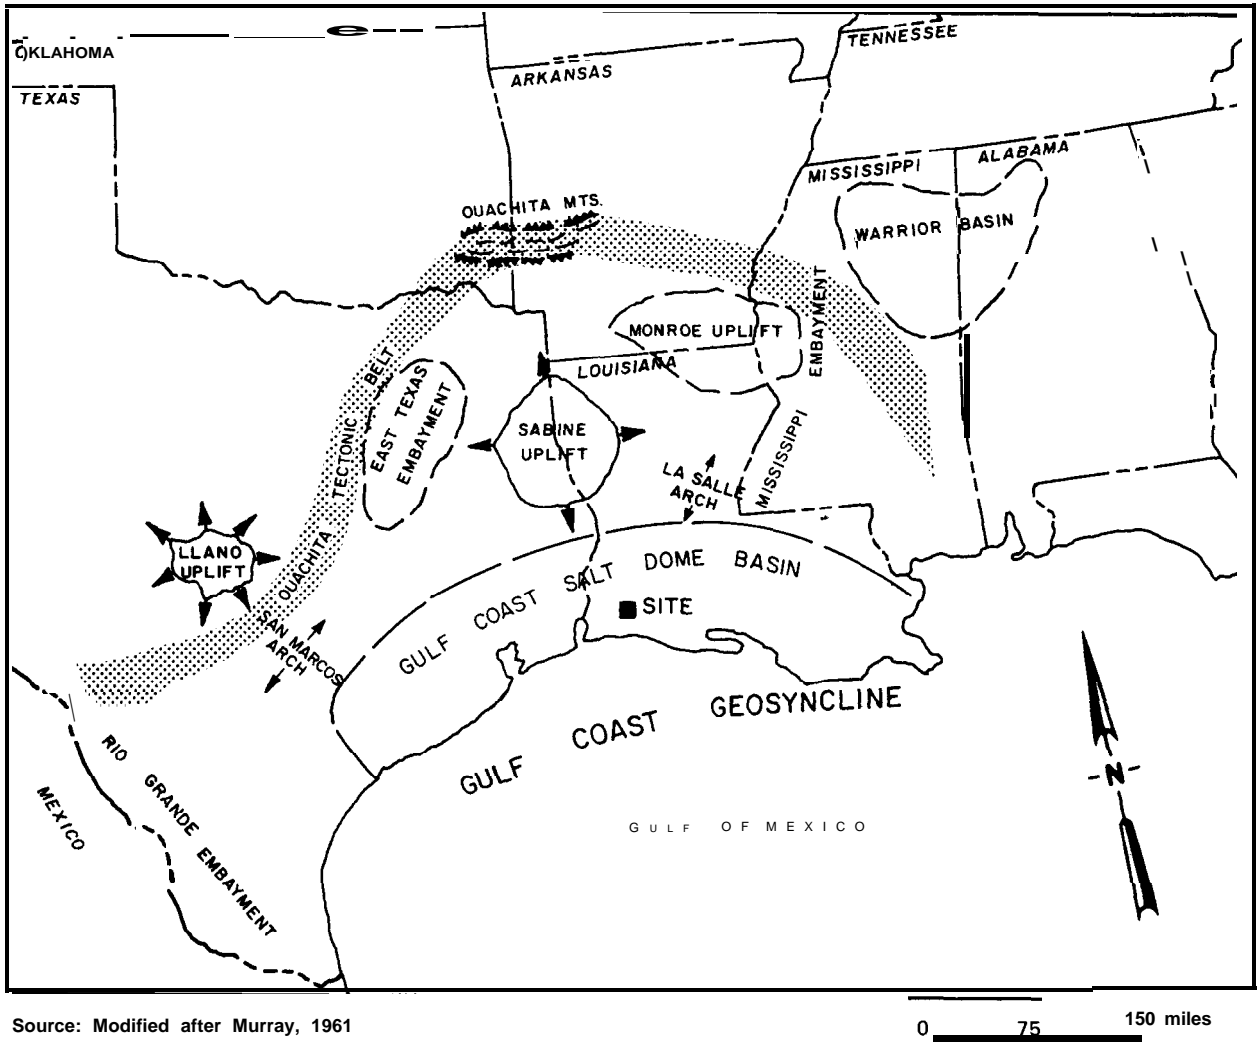 OKLAHOMA
TEXAS
ARKANSAS
TENNESSEE
MISSISSIPPI
ALABAMA
OUACHITA MTS.
WARRIOR BASIN
MONROE UPLIFT
LOUISIANA
MISSISSIPPI EMBAYMENT
OUACHITA TECTONIC BELT
EAST TEXAS
EMBAYMENT
SABINE
UPLIFT
LA SALLE
ARCH
LLANO
UPLIFT
SAN MARCOS
ARCH
GULF COAST SALT DOME BASIN
SITE
GULF COAST GEOSYNCLINE
RIO GRANDE EMBAYMENT
MEXICO
GULF OF MEXICO
N
Source: Modified after Murray, 1961
0 75 150 miles